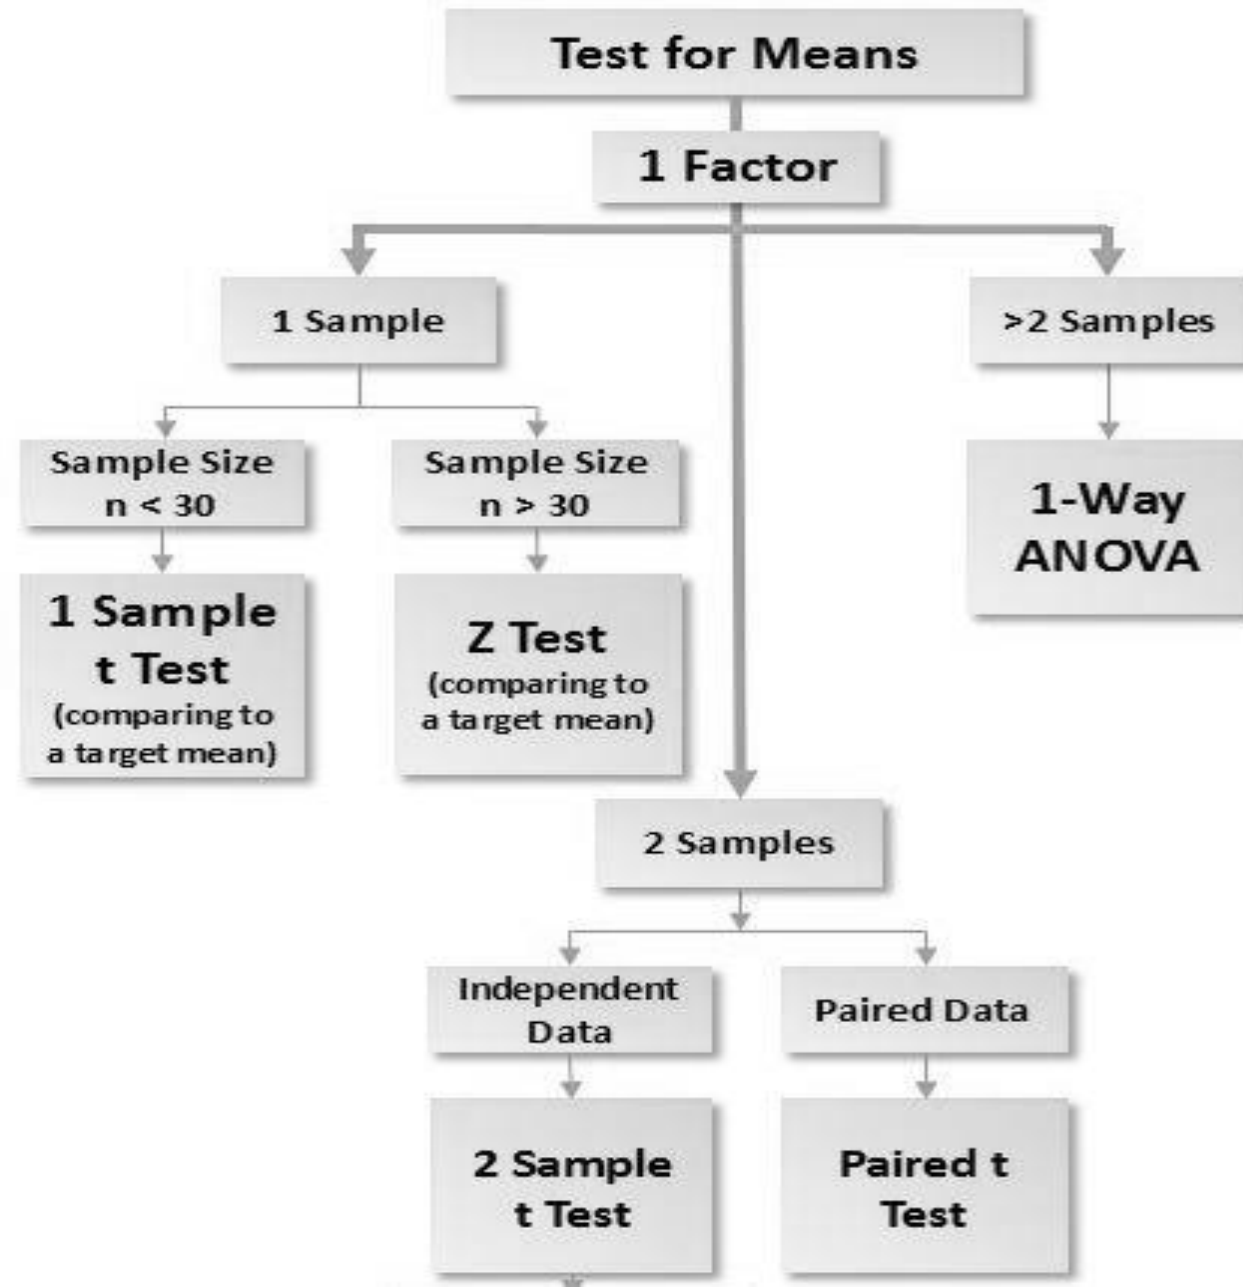 Test for Means
1 Factor
1 Sample
>2 Samples
Sample Size
n < 30
Sample Size
n > 30
1-Way
ANOVA
1 Sample
t Test
(comparing to
a target mean)
Z Test
(comparing to
a target mean)
2 Samples
Independent
Data
Paired Data
2 Sample
t Test
Paired t
Test